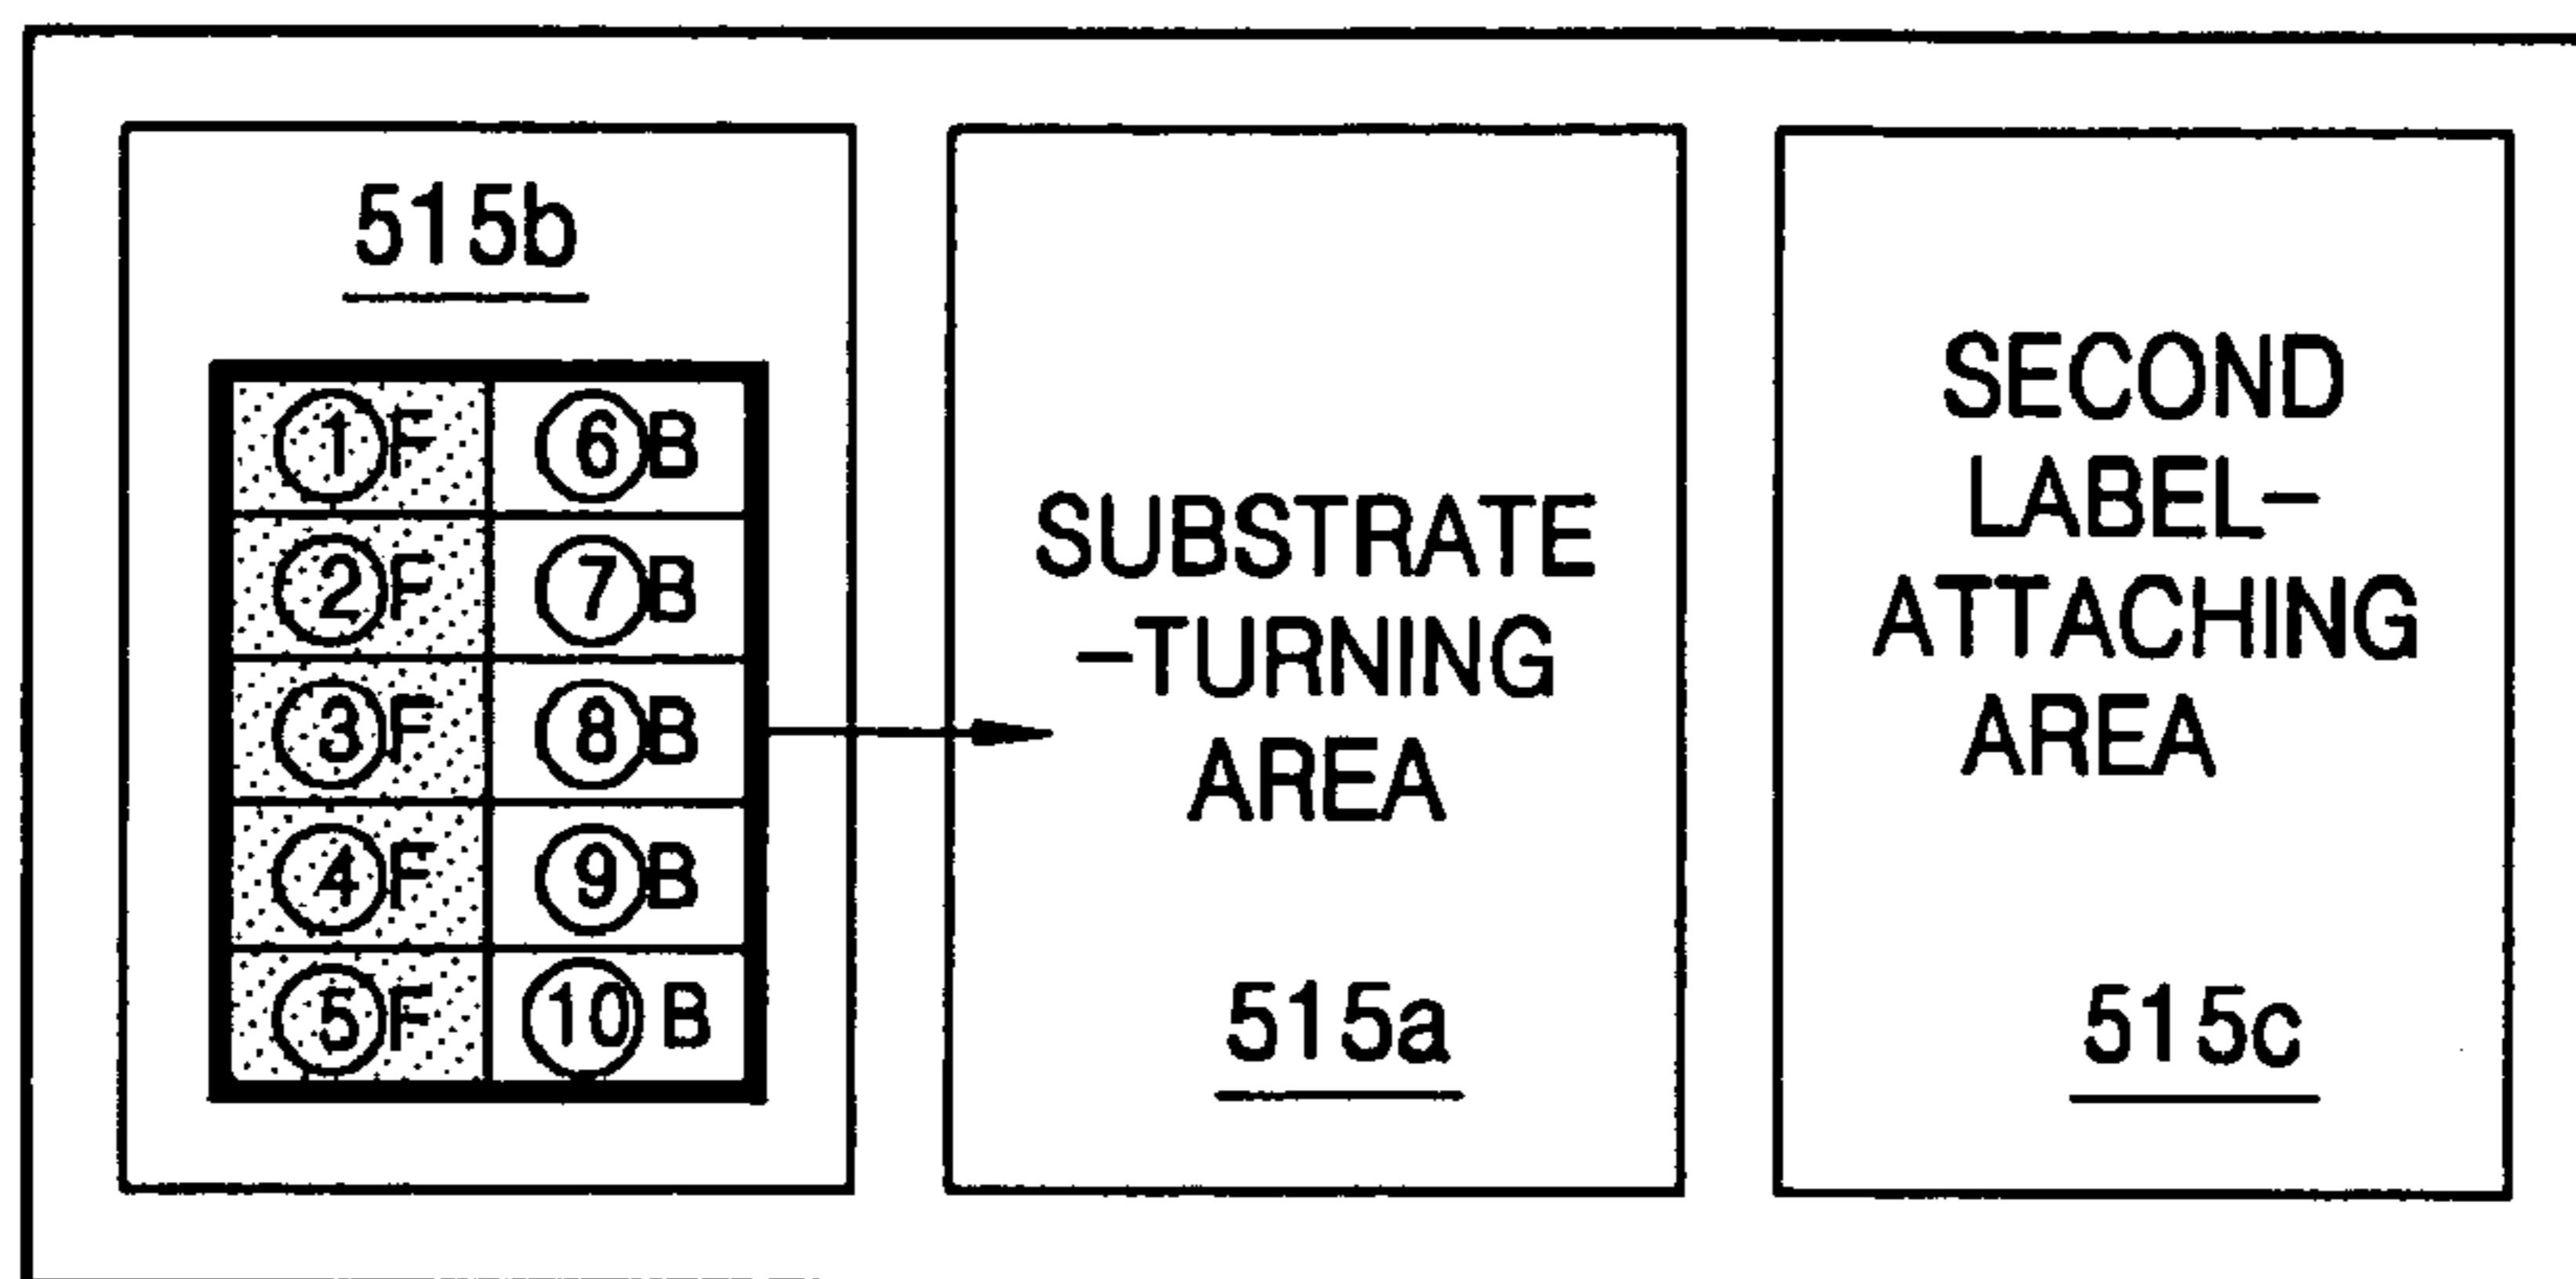 515b
①F ⑥B
②F ⑦B
③F ⑧B
④F ⑨B
⑤F ⑩B
SUBSTRATE
-TURNING
AREA
515a
SECOND
LABEL-
ATTACHING
AREA
515c